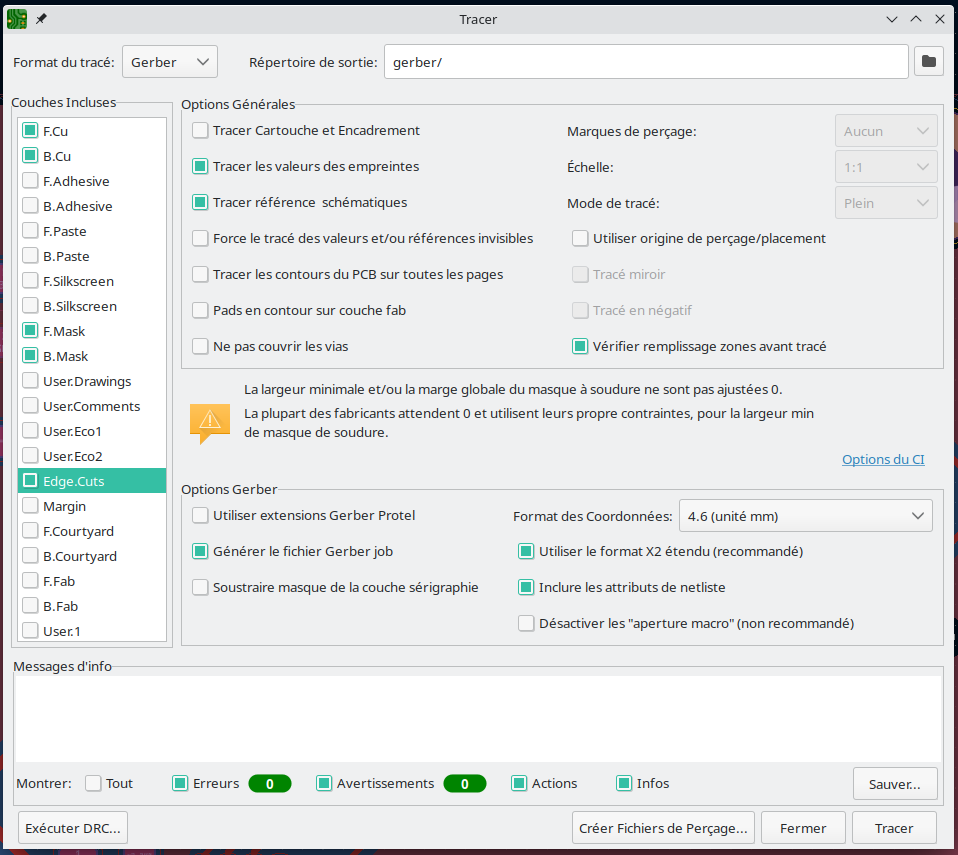 Tracer
Format du tracé:
Gerber
Répertoire de sortie:
gerber/
Couches Incluses
F.Cu
B.Cu
F.Adhesive
B.Adhesive
F.Paste
B.Paste
F.Silkscreen
B.Silkscreen
F.Mask
B.Mask
User.Drawings
User.Comments
User.Eco1
User.Eco2
Edge.Cuts
Margin
F.Courtyard
B.Courtyard
F.Fab
B.Fab
User.1
Options Générales
Tracer Cartouche et Encadrement
Tracer les valeurs des empreintes
Tracer référence  schématiques
Force le tracé des valeurs et/ou références invisibles
Tracer les contours du PCB sur toutes les pages
Pads en contour sur couche fab
Ne pas couvrir les vias
Marques de perçage:
Aucun
Échelle:
1:1
Mode de tracé:
Plein
Utiliser origine de perçage/placement
Tracé miroir
Tracé en négatif
Vérifier remplissage zones avant tracé
La largeur minimale et/ou la marge globale du masque à soudure ne sont pas ajustées 0.
La plupart des fabricants attendent 0 et utilisent leurs propre contraintes, pour la largeur min
de masque de soudure.
Options du CI
Options Gerber
Utiliser extensions Gerber Protel
Générer le fichier Gerber job
Soustraire masque de la couche sérigraphie
Format des Coordonnées:
4.6 (unité mm)
Utiliser le format X2 étendu (recommandé)
Inclure les attributs de netliste
Désactiver les "aperture macro" (non recommandé)
Messages d'info
Montrer:
Tout
Erreurs
0
Avertissements
0
Actions
Infos
Sauver...
Exécuter DRC...
Créer Fichiers de Perçage...
Fermer
Tracer